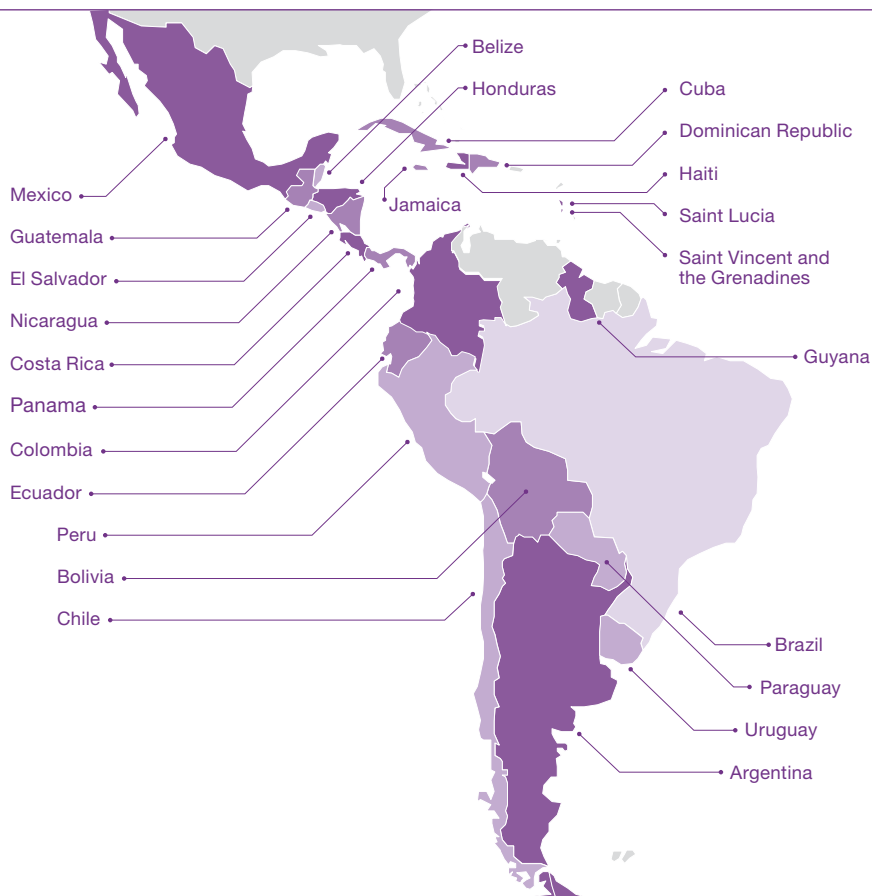 Belize
Honduras
Cuba
Dominican Republic
Haiti
Mexico
Jamaica
Saint Lucia
Guatemala
Saint Vincent and
the Grenadines
El Salvador
Nicaragua
Guyana
Costa Rica
Panama
Colombia
Ecuador
Peru
Bolivia
Chile
Brazil
Paraguay
Uruguay
Argentina